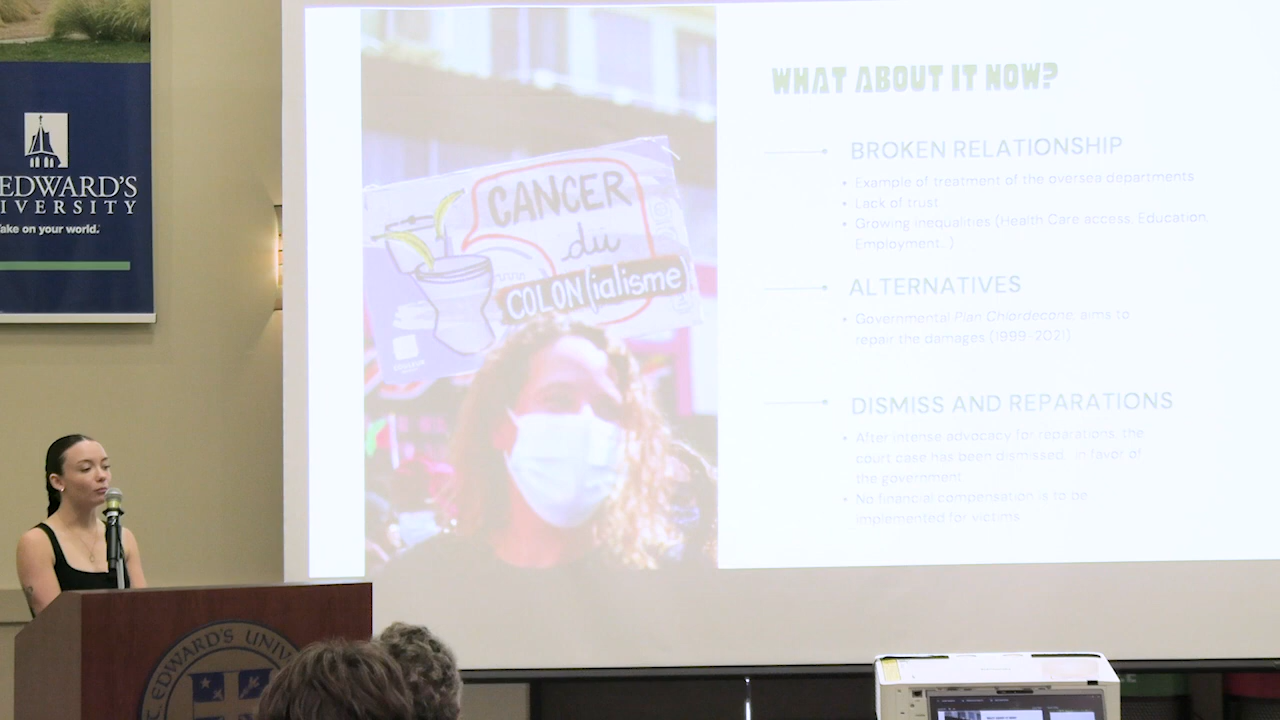 EDWARD'S
IVERSITY
ake on your world.
CANCER
du
COLON(ialisme)
WHAT ABOUT IT NOW?
BROKEN RELATIONSHIP
• Example of treatment of the oversea departments
• Lack of trust
• Growing inequalities (Health Care access, Education,
Employment...)
ALTERNATIVES
• Governmental Plan Chlordecone, aims to
repair the damages (1999-2021)
DISMISS AND REPARATIONS
• After intense advocacy for reparations, the
court case has been dismissed, in favor of
the government
• No financial compensation is to be
implemented for victims
EDWARD'S UNIV